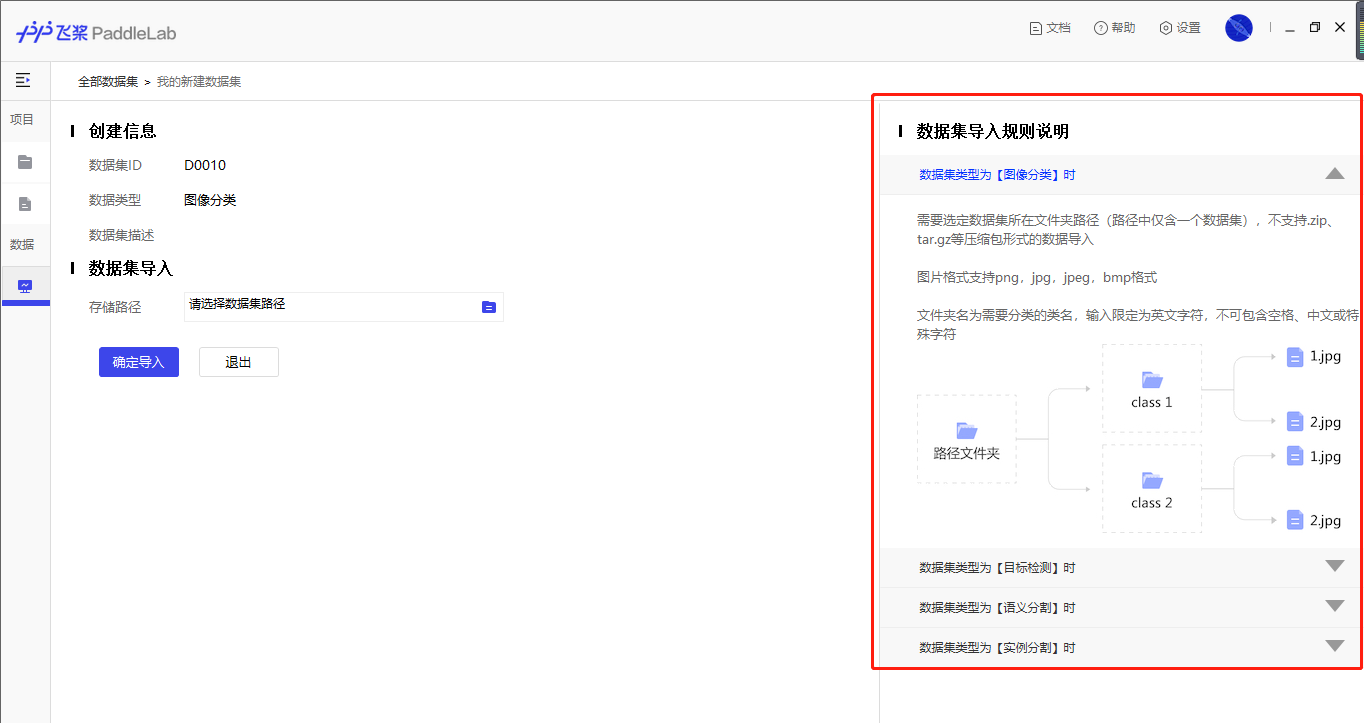 飞桨 PaddleLab
文档 帮助 设置
全部数据集 > 我的新建数据集
项目
数据
创建信息
数据集ID D0010
数据类型 图像分类
数据集描述
数据集导入
存储路径 请选择数据集路径
确定导入 退出
数据集导入规则说明
数据集类型为【图像分类】时
需要选定数据集所在文件夹路径（路径中仅含一个数据集），不支持.zip、
tar.gz等压缩包形式的数据导入
图片格式支持png，jpg，jpeg，bmp格式
文件夹名为需要分类的类名，输入限定为英文字符，不可包含空格、中文或特
殊字符
路径文件夹
class 1
1.jpg
2.jpg
class 2
1.jpg
2.jpg
数据集类型为【目标检测】时
数据集类型为【语义分割】时
数据集类型为【实例分割】时